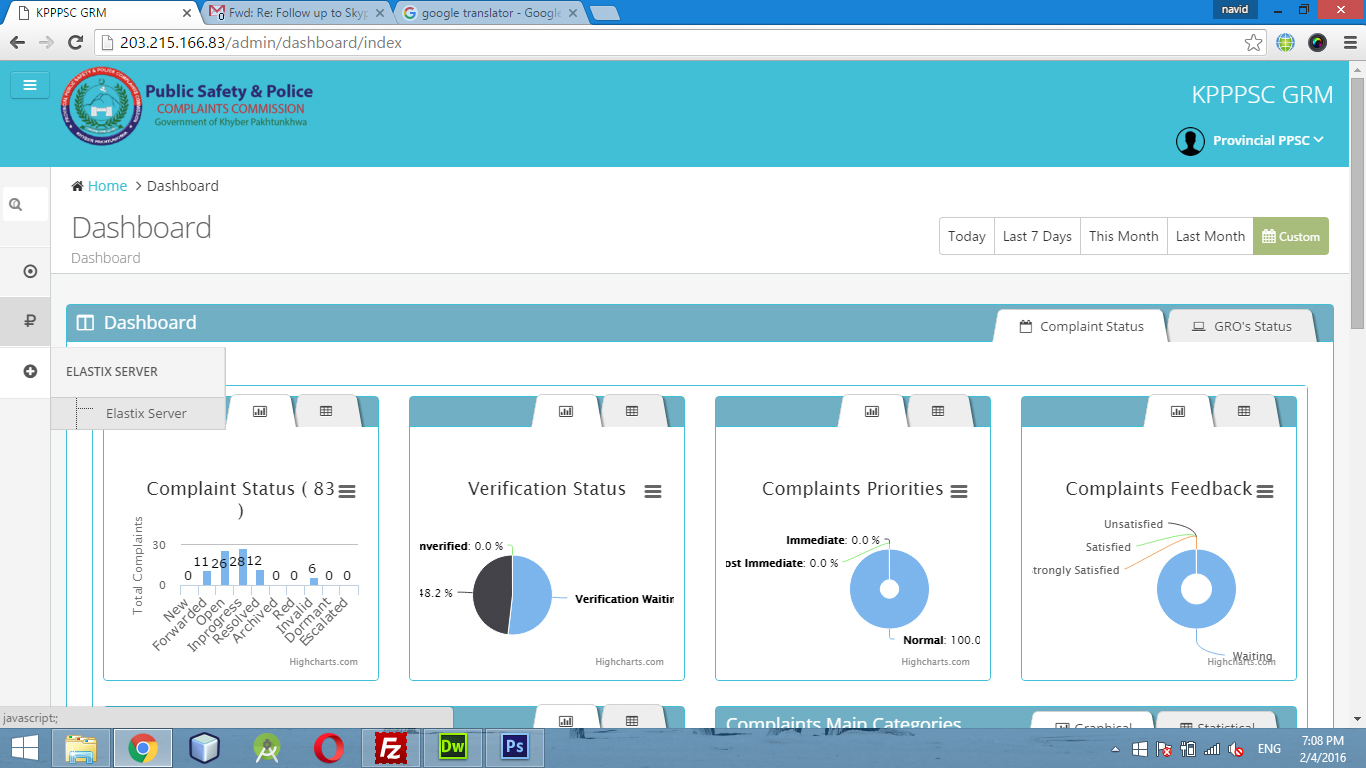 KPPPSC GRM
Fwd: Re: Follow up to Skyp
google translator - Google
navid
203.215.166.83/admin/dashboard/index
Public Safety & Police
COMPLAINTS COMMISSION
Government of Khyber Pakhtunkhwa
KPPPSC GRM
Provincial PPSC
Home > Dashboard
Dashboard
Dashboard
Today
Last 7 Days
This Month
Last Month
Custom
Dashboard
Complaint Status
GRO's Status
ELASTIX SERVER
Elastix Server
Complaint Status ( 83
)
Total Complaints
30
0
0
11
26
28
12
0
0
6
0
0
New
Forwarded
Open
Inprogress
Resolved
Archived
Red
Invalid
Dormant
Escalated
Highcharts.com
Verification Status
nverified: 0.0 %
48.2 %
Verification Waitin
Highcharts.com
Complaints Priorities
Immediate: 0.0 %
ost Immediate: 0.0 %
Normal: 100.0
Highcharts.com
Complaints Feedback
Unsatisfied
Satisfied
trongly Satisfied
Waiting
Highcharts.com
Complaints Main Categories
Graphical
Statistical
javascript:;
Dw
Ps
ENG
7:08 PM
2/4/2016